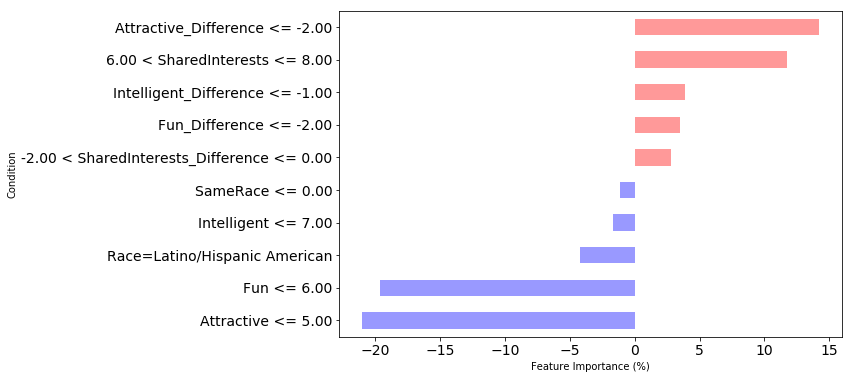 Attractive_Difference <= -2.00
6.00 < SharedInterests <= 8.00
Intelligent_Difference <= -1.00
Fun_Difference <= -2.00
-2.00 < SharedInterests_Difference <= 0.00
SameRace <= 0.00
Intelligent <= 7.00
Race=Latino/Hispanic American
Fun <= 6.00
Attractive <= 5.00
Condition
−20 −15 −10 −5 0 5 10 15
Feature Importance (%)